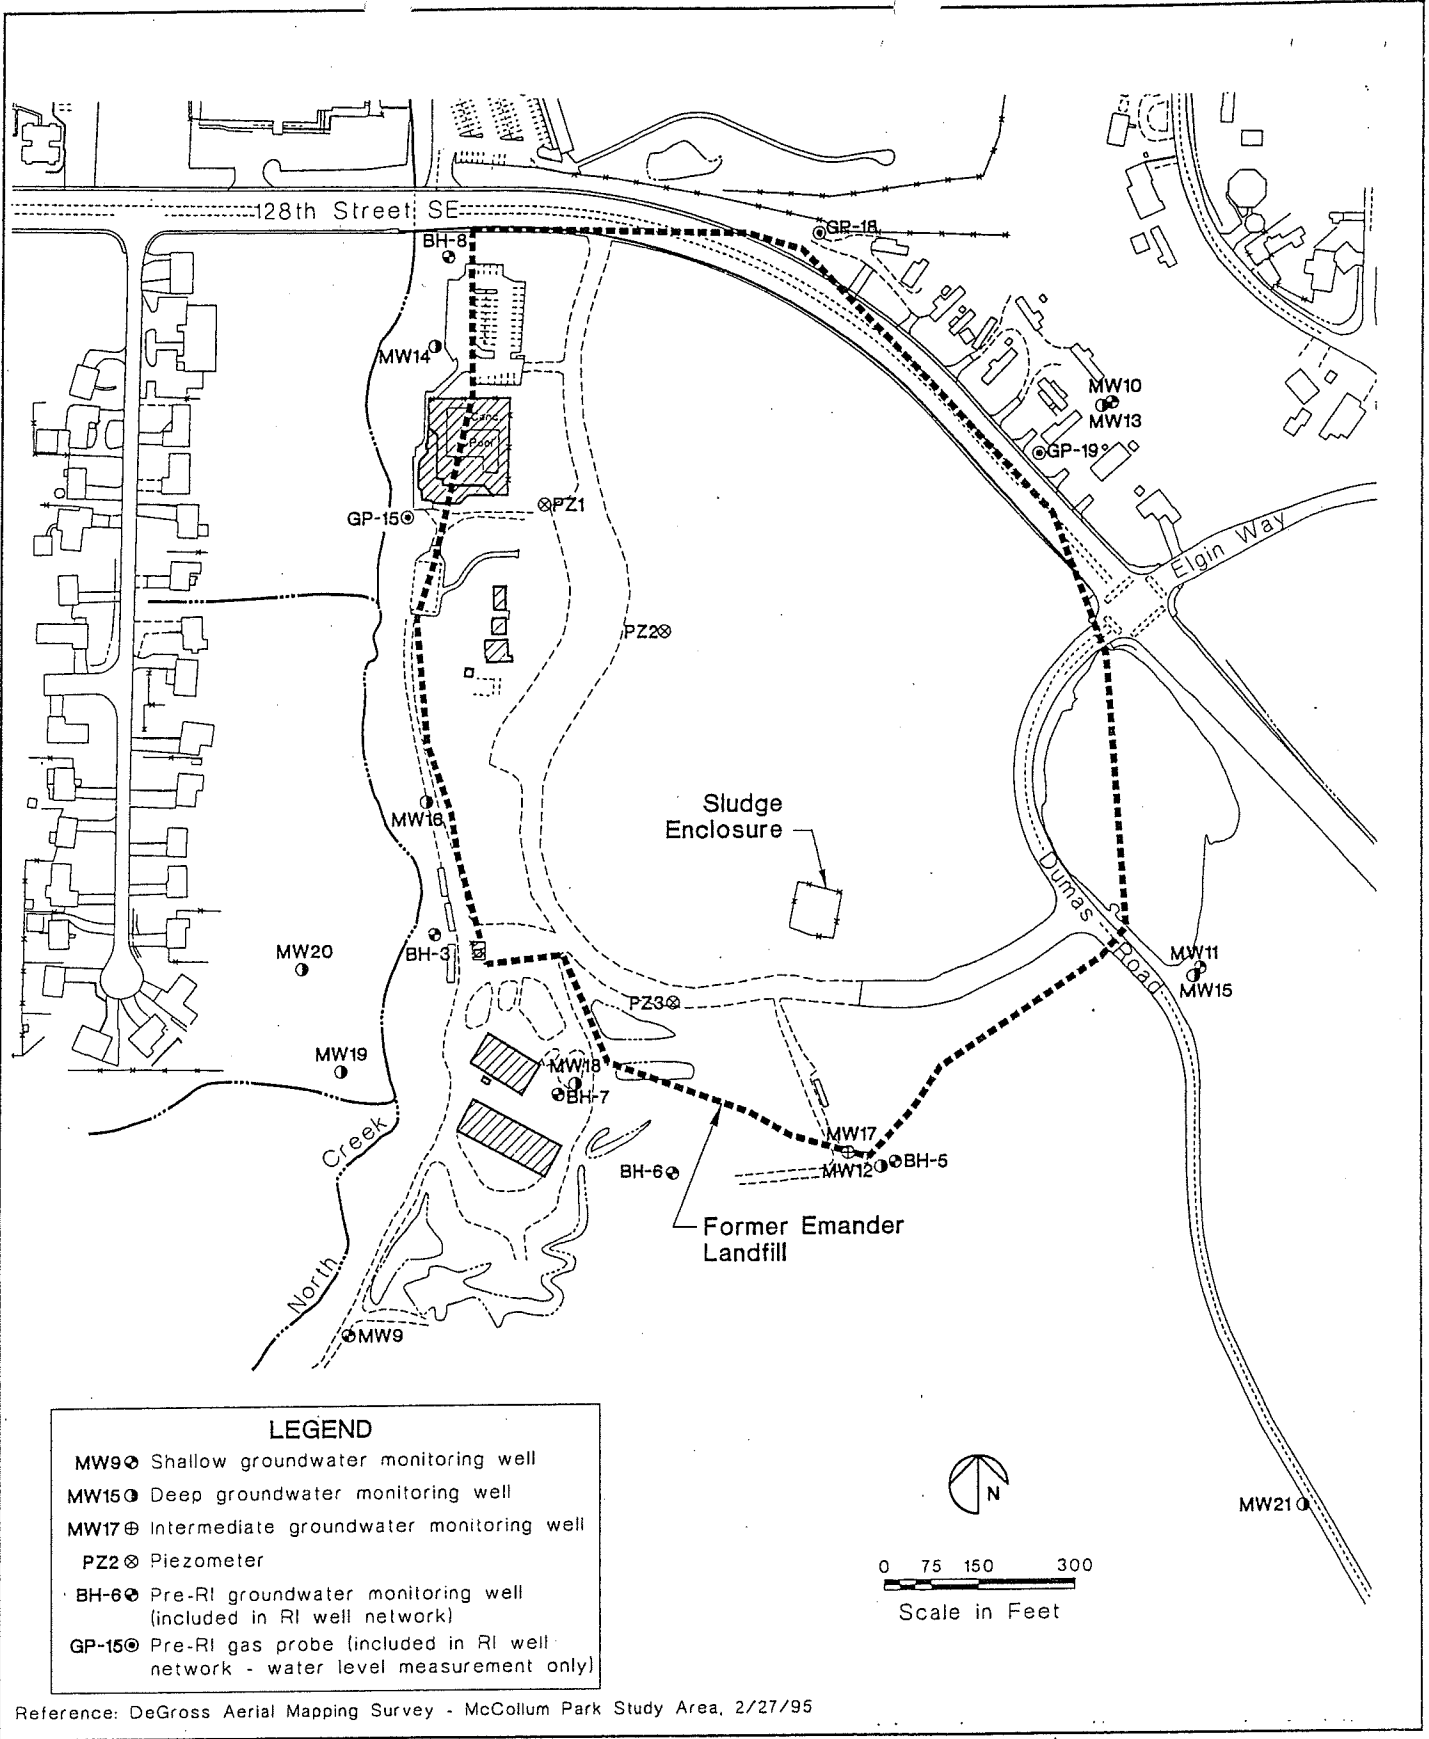 128th Street SE
BH-8
GP-18
MW14
MW10
MW13
Pool
GP-19
PZ1
GP-15
Elgin Way
PZ2
Sludge
Enclosure
MW16
Dumas Road
BH-3
MW20
MW11
MW15
PZ3
MW19
MW18
BH-7
North Creek
MW17
MW12
BH-5
BH-6
Former Emander
Landfill
MW9
LEGEND
MW9 Shallow groundwater monitoring well
MW15 Deep groundwater monitoring well
MW17 Intermediate groundwater monitoring well
PZ2 Piezometer
BH-6 Pre-RI groundwater monitoring well
(included in RI well network)
GP-15 Pre-RI gas probe (included in RI well
network - water level measurement only)
N
MW21
0 75 150 300
Scale in Feet
Reference: DeGross Aerial Mapping Survey - McCollum Park Study Area, 2/27/95